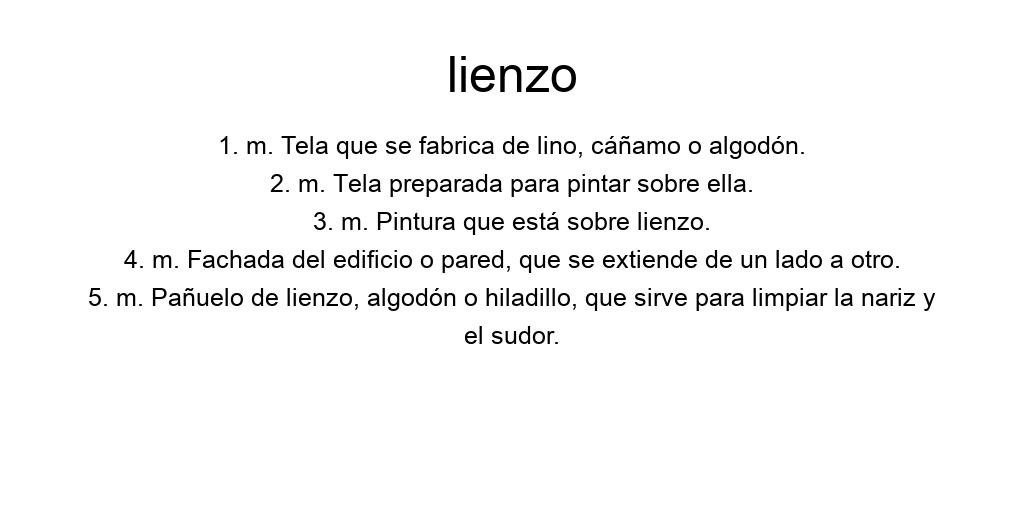 lienzo
1. m. Tela que se fabrica de lino, cáñamo o algodón.
2. m. Tela preparada para pintar sobre ella.
3. m. Pintura que está sobre lienzo.
4. m. Fachada del edificio o pared, que se extiende de un lado a otro.
5. m. Pañuelo de lienzo, algodón o hiladillo, que sirve para limpiar la nariz y
el sudor.